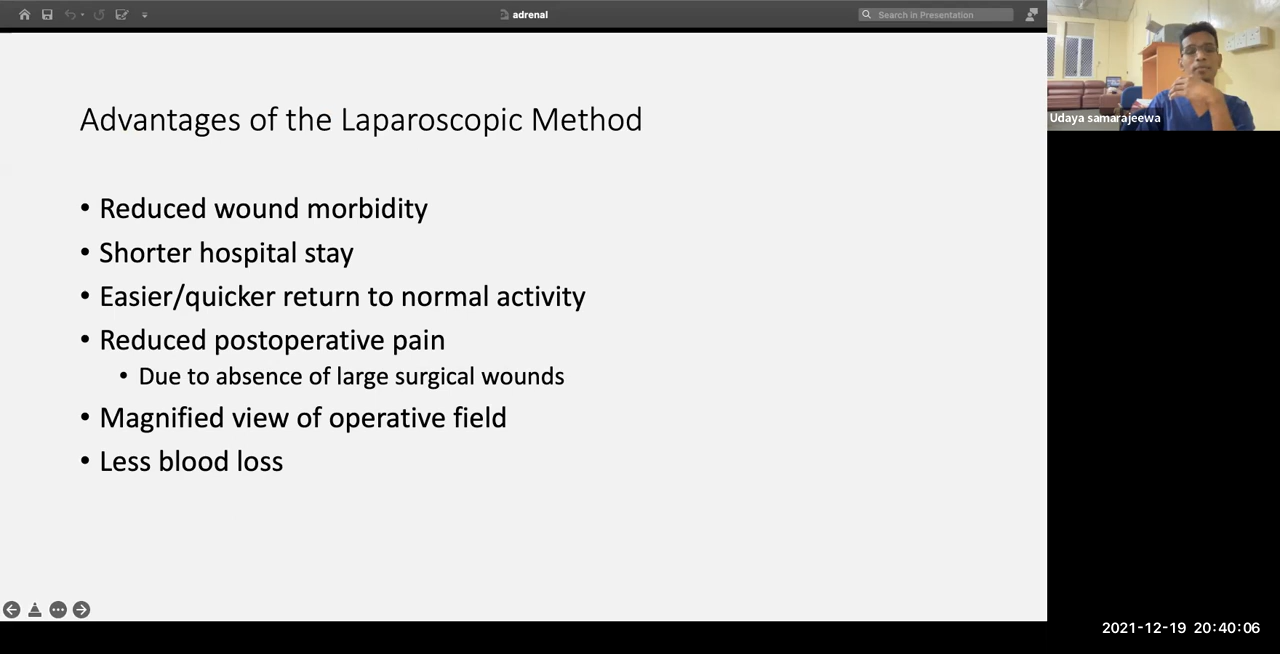 adrenal
Search in Presentation
Udaya samarajeewa
Advantages of the Laparoscopic Method
• Reduced wound morbidity
• Shorter hospital stay
• Easier/quicker return to normal activity
• Reduced postoperative pain
• Due to absence of large surgical wounds
• Magnified view of operative field
• Less blood loss
2021-12-19 20:40:06